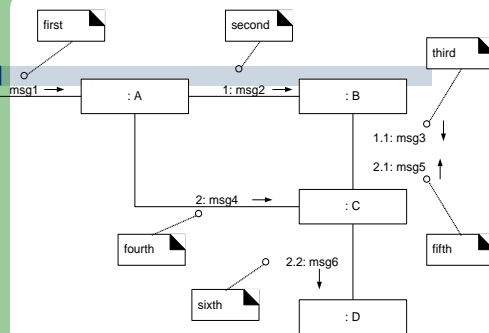 first
second
third
msg1
: A
1: msg2
: B
1.1: msg3
2.1: msg5
2: msg4
: C
fourth
fifth
2.2: msg6
sixth
: D